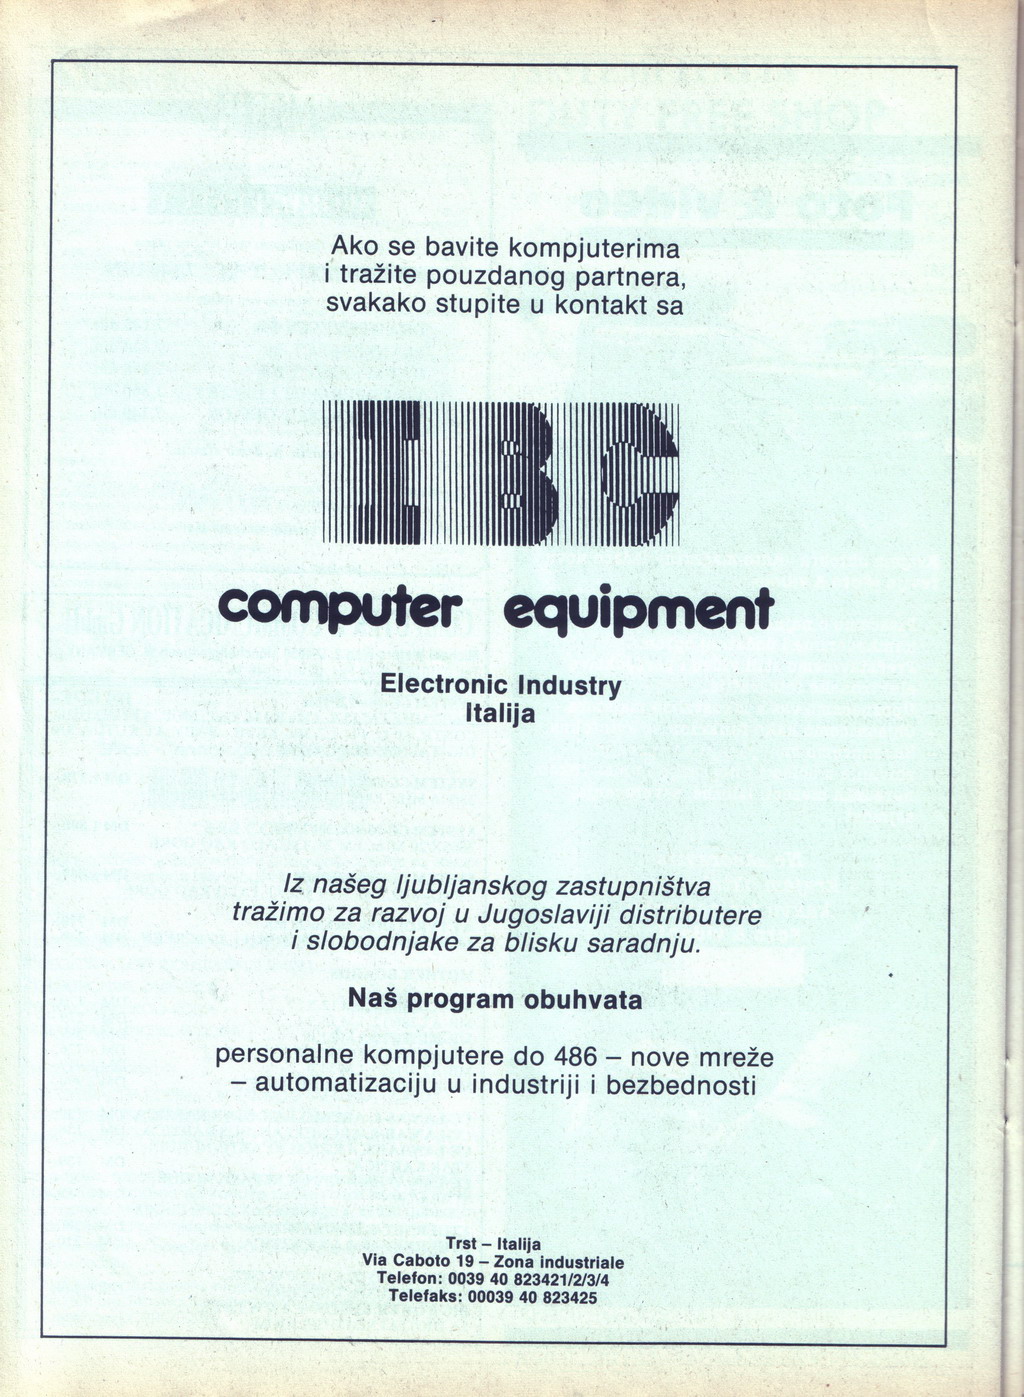 Ako se bavite kompjuterima
i tražite pouzdanog partnera,
svakako stupite u kontakt sa
IBC
computer equipment
Electronic Industry
Italija
Iz našeg ljubljanskog zastupništva
tražimo za razvoj u Jugoslaviji distributere
i slobodnjake za blisku saradnju.
Naš program obuhvata
personalne kompjutere do 486 – nove mreže
– automatizaciju u industriji i bezbednosti
Trst – Italija
Via Caboto 19 – Zona industriale
Telefon: 0039 40 823421/2/3/4
Telefaks: 00039 40 823425